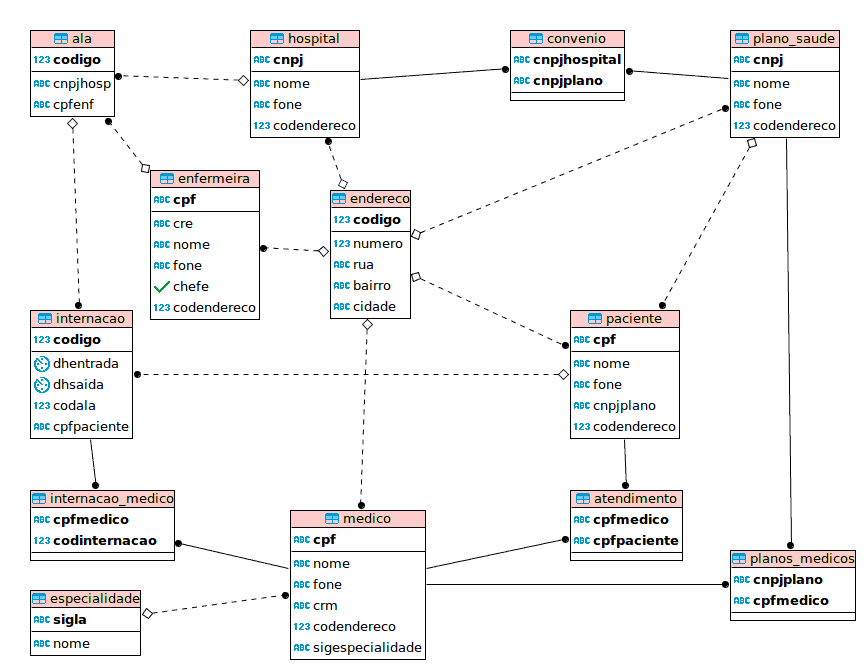 ala
123 codigo
ABC cnpjhosp
ABC cpfenf
hospital
ABC cnpj
ABC nome
ABC fone
123 codendereco
convenio
ABC cnpjhospital
ABC cnpjplano
plano_saude
ABC cnpj
ABC nome
ABC fone
123 codendereco
enfermeira
ABC cpf
ABC cre
ABC nome
ABC fone
chefe
123 codendereco
endereco
123 codigo
123 numero
ABC rua
ABC bairro
ABC cidade
internacao
123 codigo
dhentrada
dhsaida
123 codala
ABC cpfpaciente
paciente
ABC cpf
ABC nome
ABC fone
ABC cnpjplano
123 codendereco
internacao_medico
ABC cpfmedico
123 codinternacao
medico
ABC cpf
ABC nome
ABC fone
ABC crm
123 codendereco
ABC sigespecialidade
atendimento
ABC cpfmedico
ABC cpfpaciente
planos_medicos
ABC cnpjplano
ABC cpfmedico
especialidade
ABC sigla
ABC nome